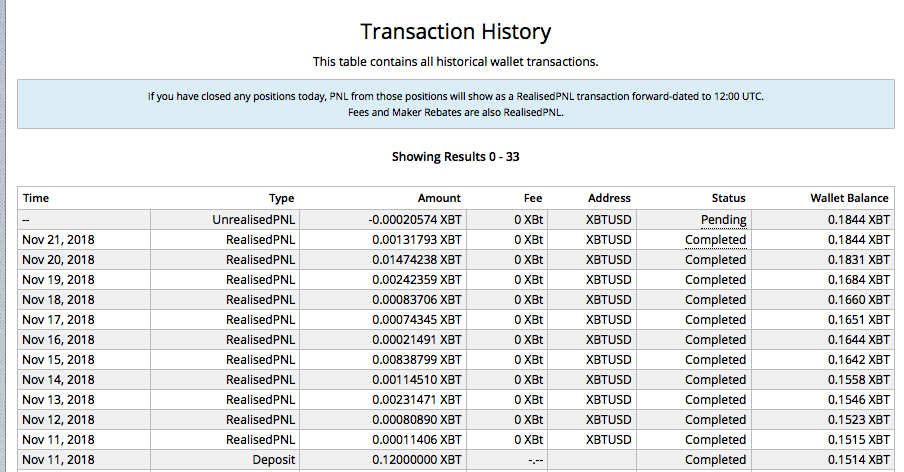 Transaction History
This table contains all historical wallet transactions.
If you have closed any positions today, PNL from those positions will show as a RealisedPNL transaction forward-dated to 12:00 UTC.
Fees and Maker Rebates are also RealisedPNL.
Showing Results 0 - 33
Time Type Amount Fee Address Status Wallet Balance
-- UnrealisedPNL -0.00020574 XBT 0 XBt XBTUSD Pending 0.1844 XBT
Nov 21, 2018 RealisedPNL 0.00131793 XBT 0 XBt XBTUSD Completed 0.1844 XBT
Nov 20, 2018 RealisedPNL 0.01474238 XBT 0 XBt XBTUSD Completed 0.1831 XBT
Nov 19, 2018 RealisedPNL 0.00242359 XBT 0 XBt XBTUSD Completed 0.1684 XBT
Nov 18, 2018 RealisedPNL 0.00083706 XBT 0 XBt XBTUSD Completed 0.1660 XBT
Nov 17, 2018 RealisedPNL 0.00074345 XBT 0 XBt XBTUSD Completed 0.1651 XBT
Nov 16, 2018 RealisedPNL 0.00021491 XBT 0 XBt XBTUSD Completed 0.1644 XBT
Nov 15, 2018 RealisedPNL 0.00838799 XBT 0 XBt XBTUSD Completed 0.1642 XBT
Nov 14, 2018 RealisedPNL 0.00114510 XBT 0 XBt XBTUSD Completed 0.1558 XBT
Nov 13, 2018 RealisedPNL 0.00231471 XBT 0 XBt XBTUSD Completed 0.1546 XBT
Nov 12, 2018 RealisedPNL 0.00080890 XBT 0 XBt XBTUSD Completed 0.1523 XBT
Nov 11, 2018 RealisedPNL 0.00011406 XBT 0 XBt XBTUSD Completed 0.1515 XBT
Nov 11, 2018 Deposit 0.12000000 XBT -.-- Completed 0.1514 XBT